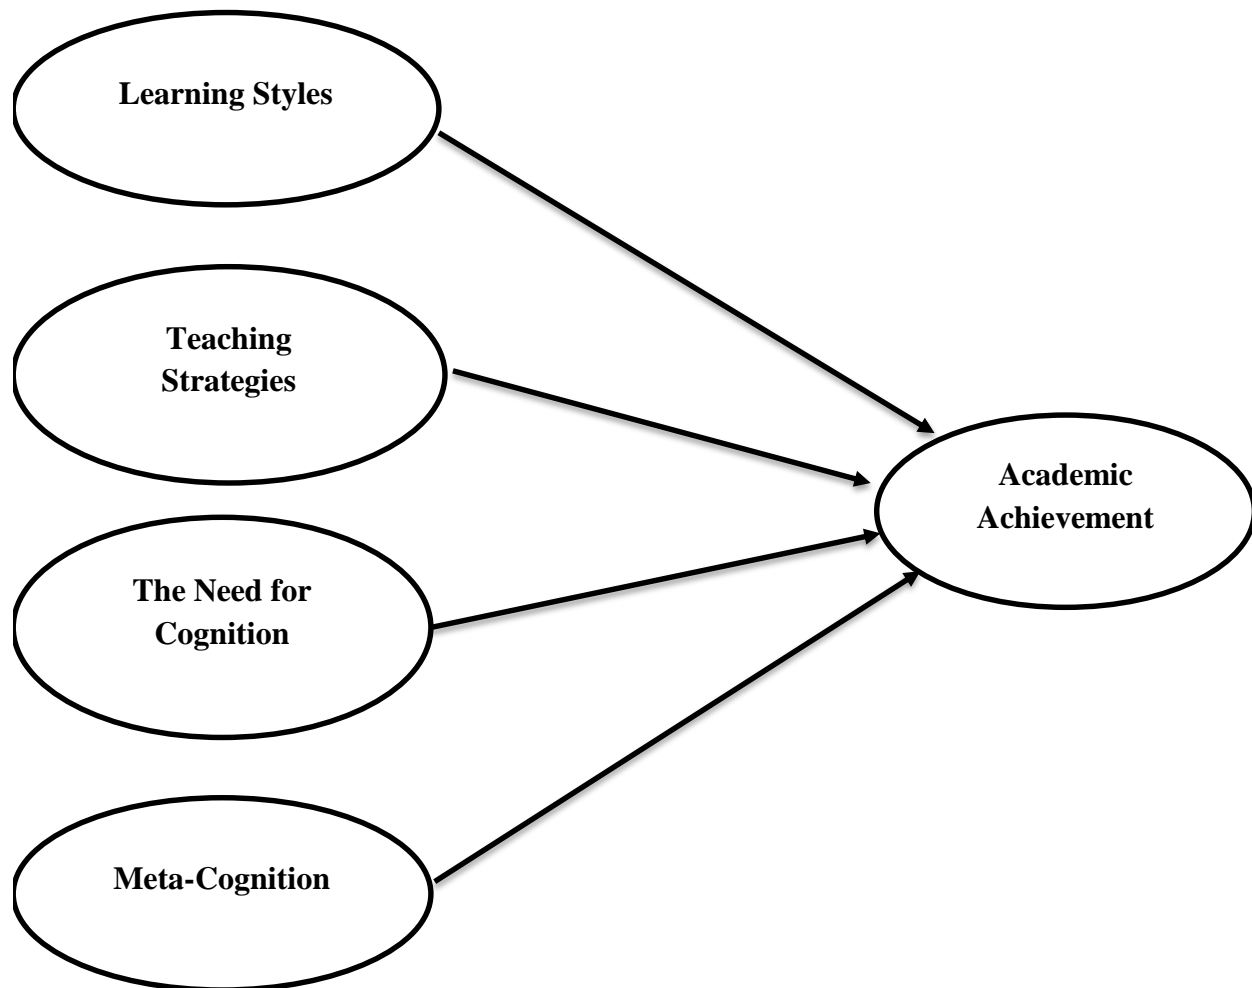 Learning Styles
Teaching
Strategies
The Need for
Cognition
Meta-Cognition
Academic
Achievement